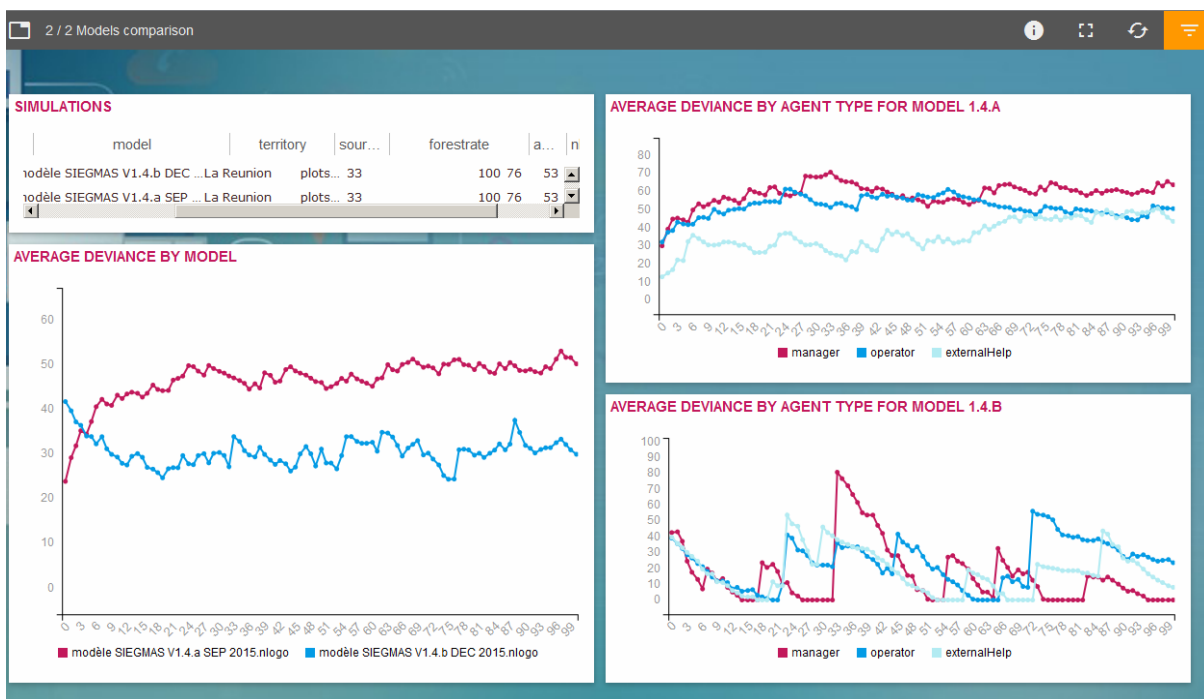 2 / 2 Models comparison
SIMULATIONS
model territory sour... forestrate a... n
modèle SIEGMAS V1.4.b DEC ... La Reunion plots... 33 100 76 53
modèle SIEGMAS V1.4.a SEP ... La Reunion plots... 33 100 76 53
AVERAGE DEVIANCE BY MODEL
60
50
40
30
20
10
0
0 3 6 9 12 15 18 21 24 27 30 33 36 39 42 45 48 51 54 57 60 63 66 69 72 75 78 81 84 87 90 93 96 99
modèle SIEGMAS V1.4.a SEP 2015.nlogo modèle SIEGMAS V1.4.b DEC 2015.nlogo
AVERAGE DEVIANCE BY AGENT TYPE FOR MODEL 1.4.A
80
70
60
50
40
30
20
10
0
0 3 6 9 12 15 18 21 24 27 30 33 36 39 42 45 48 51 54 57 60 63 66 69 72 75 78 81 84 87 90 93 96 99
manager operator externalHelp
AVERAGE DEVIANCE BY AGENT TYPE FOR MODEL 1.4.B
100
90
80
70
60
50
40
30
20
10
0
0 3 6 9 12 15 18 21 24 27 30 33 36 39 42 45 48 51 54 57 60 63 66 69 72 75 78 81 84 87 90 93 96 99
manager operator externalHelp